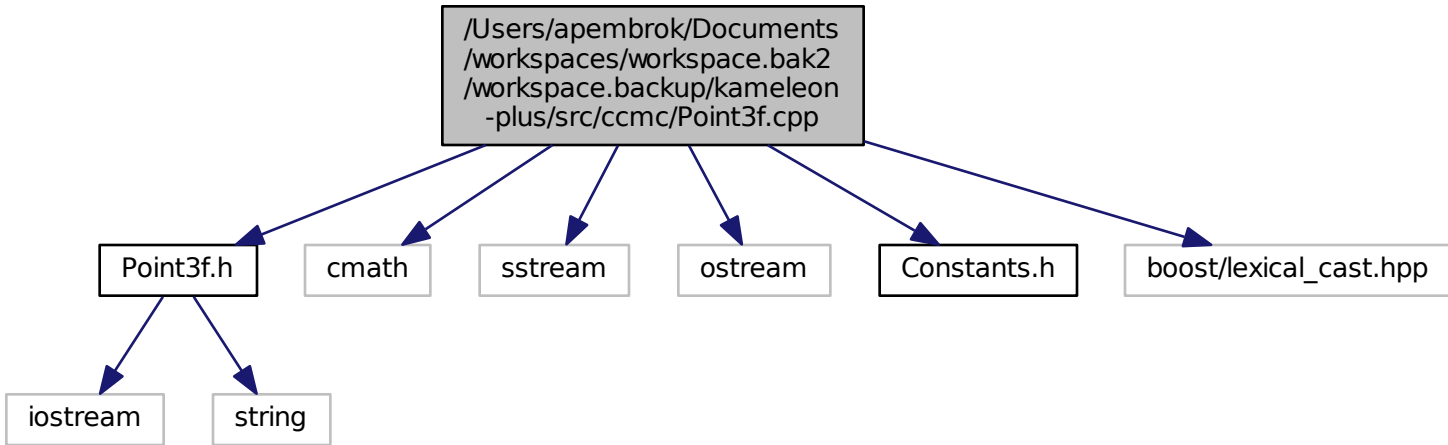 /Users/apembrok/Documents
/workspaces/workspace.bak2
/workspace.backup/kameleon
-plus/src/ccmc/Point3f.cpp
Point3f.h
cmath
sstream
ostream
Constants.h
boost/lexical_cast.hpp
iostream
string